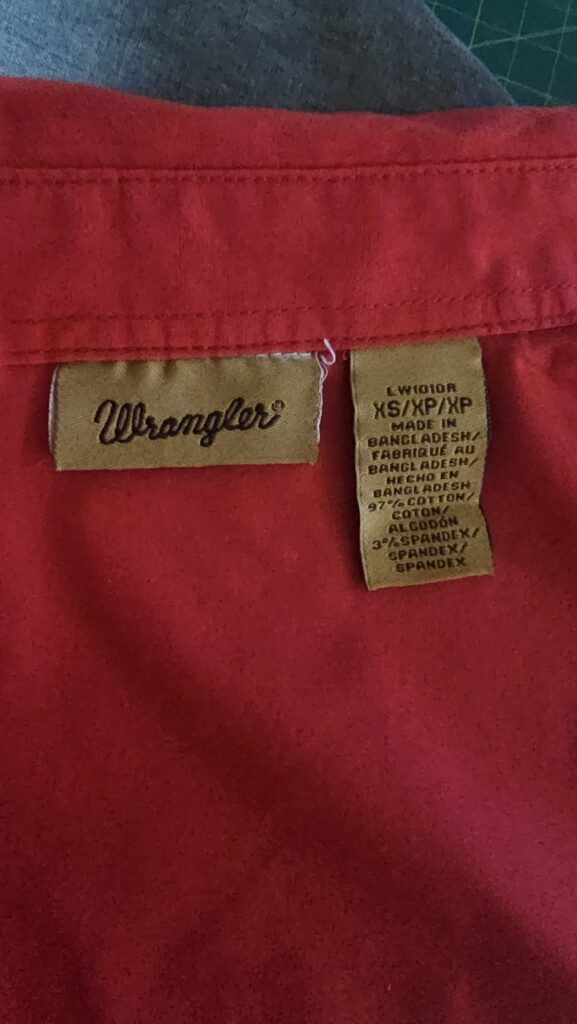 Wrangler®
LW1010R
XS/XP/XP
MADE IN
BANGLADESH/
FABRIQUÉ AU
BANGLADESH/
HECHO EN
BANGLADESH
97% COTTON/
COTON/
ALGODÓN
3% SPANDEX/
SPANDEX/
SPANDEX